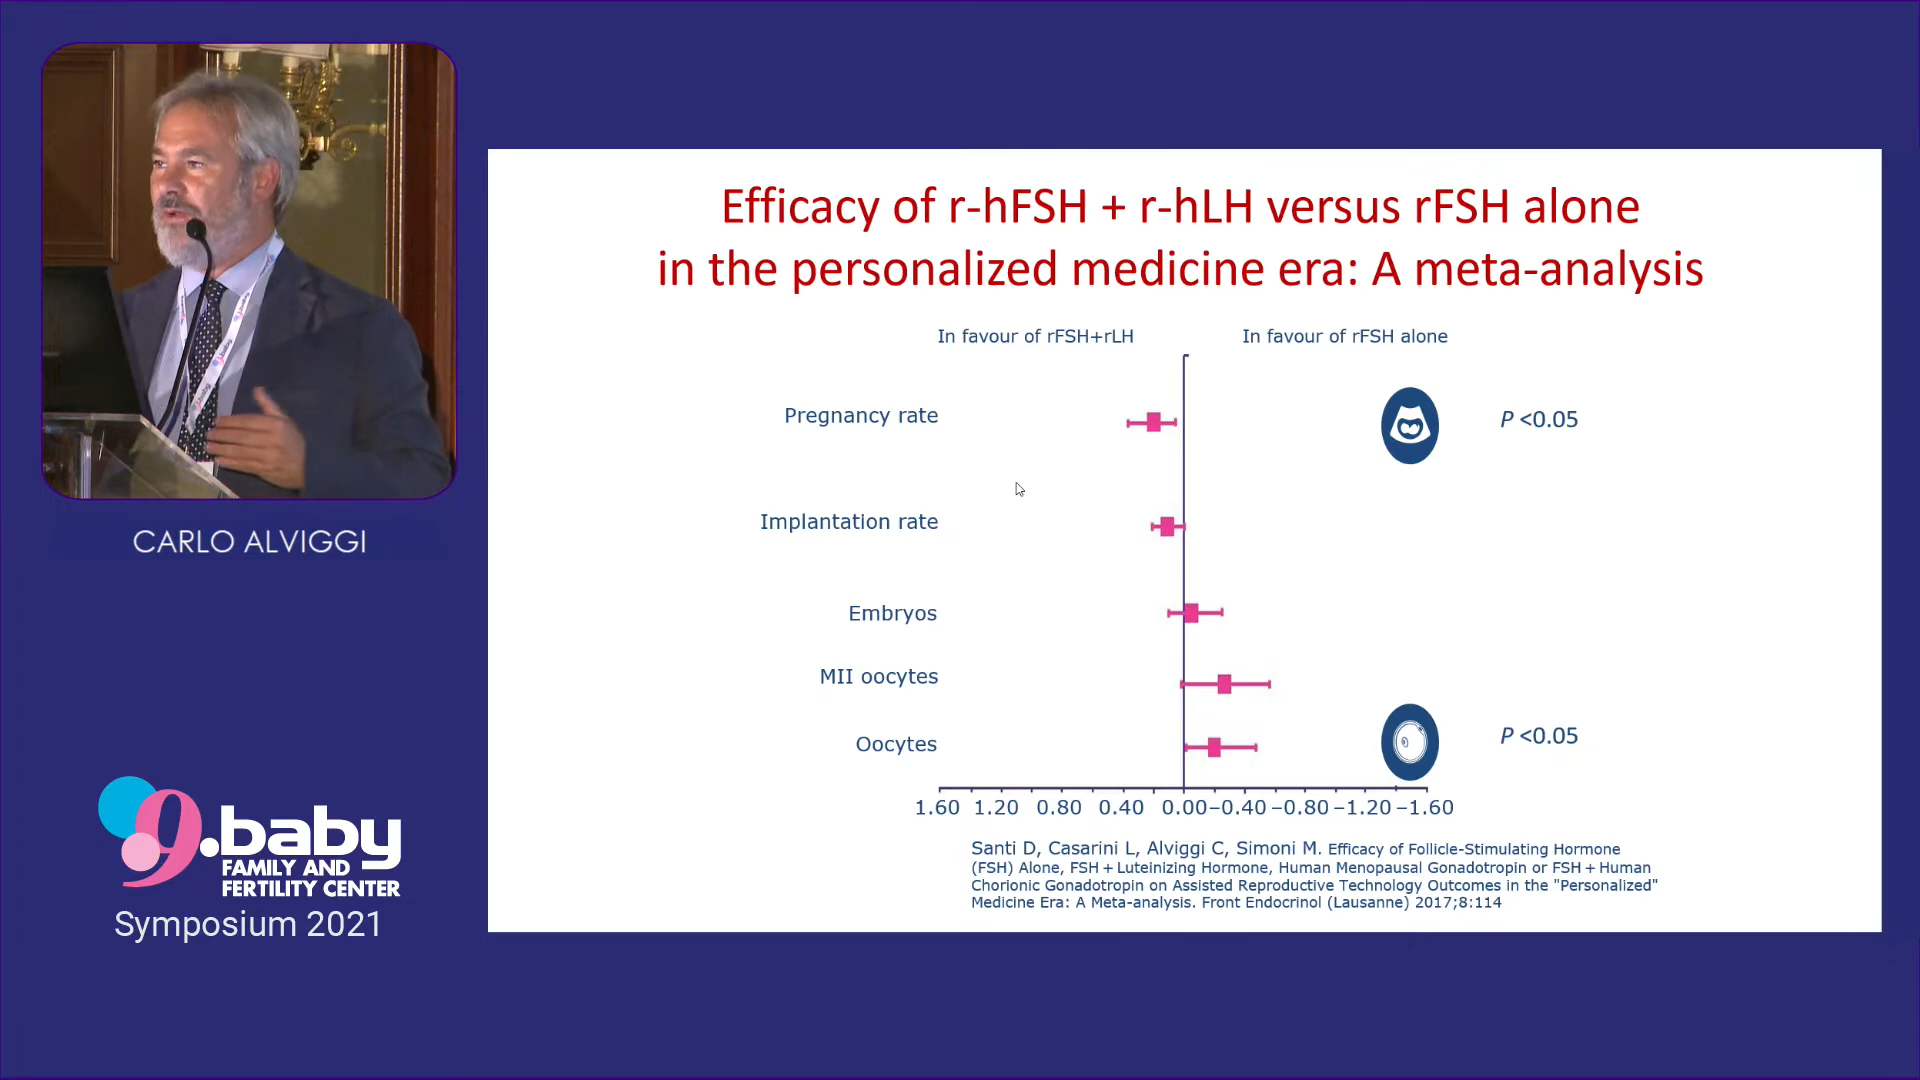 Efficacy of r-hFSH + r-hLH versus rFSH alone
in the personalized medicine era: A meta-analysis
In favour of rFSH+rLH
In favour of rFSH alone
Pregnancy rate
P <0.05
Implantation rate
Embryos
MII oocytes
Oocytes
P <0.05
1.60 1.20 0.80 0.40 0.00 −0.40 −0.80 −1.20 −1.60
Santi D, Casarini L, Alviggi C, Simoni M. Efficacy of Follicle-Stimulating Hormone
(FSH) Alone, FSH + Luteinizing Hormone, Human Menopausal Gonadotropin or FSH + Human
Chorionic Gonadotropin on Assisted Reproductive Technology Outcomes in the "Personalized"
Medicine Era: A Meta-analysis. Front Endocrinol (Lausanne) 2017;8:114
CARLO ALVIGGI
9.baby
FAMILY AND
FERTILITY CENTER
Symposium 2021